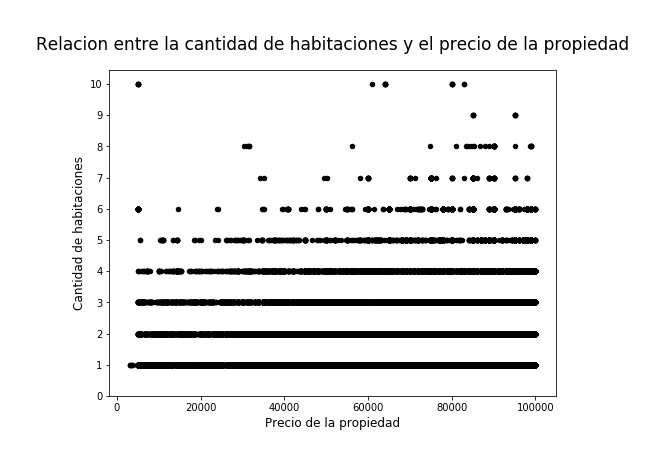 Relacion entre la cantidad de habitaciones y el precio de la propiedad
Cantidad de habitaciones
10
9
8
7
6
5
4
3
2
1
0
0 20000 40000 60000 80000 100000
Precio de la propiedad